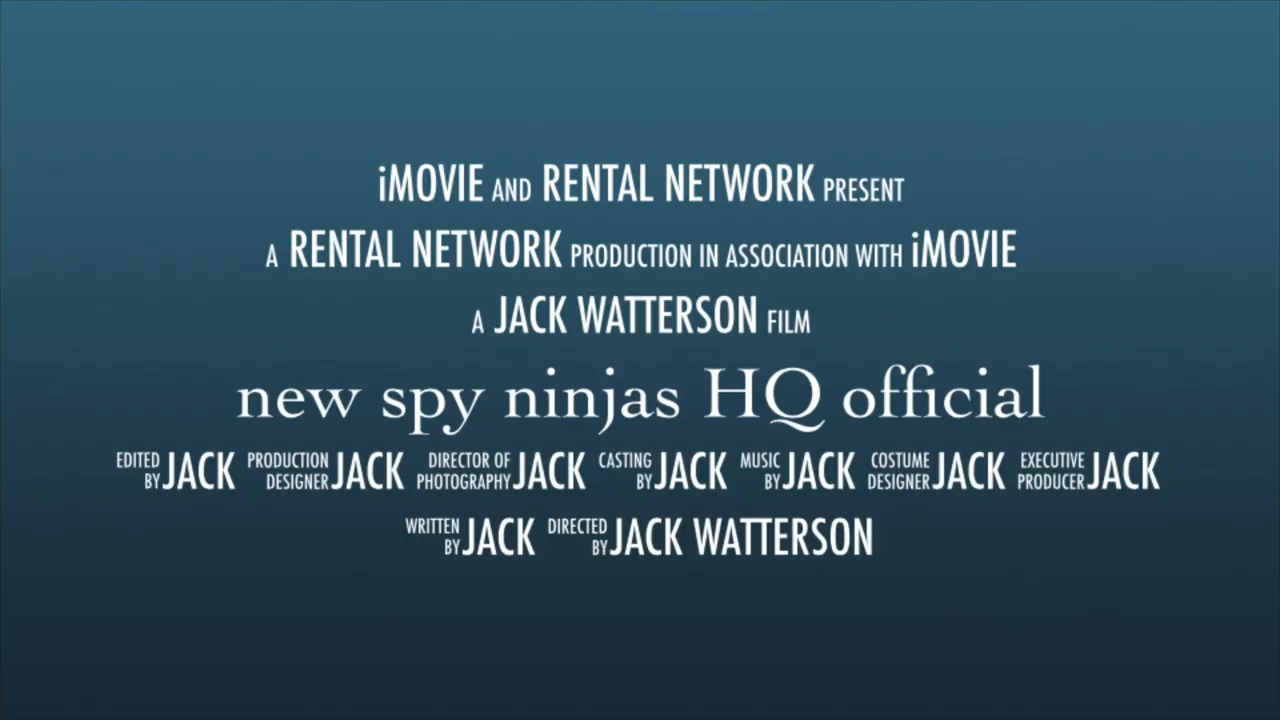 iMOVIE AND RENTAL NETWORK PRESENT
A RENTAL NETWORK PRODUCTION IN ASSOCIATION WITH iMOVIE
A JACK WATTERSON FILM
new spy ninjas HQ official
EDITED BY JACK PRODUCTION DESIGNER JACK DIRECTOR OF PHOTOGRAPHY JACK CASTING BY JACK MUSIC BY JACK COSTUME DESIGNER JACK EXECUTIVE PRODUCER JACK
WRITTEN BY JACK DIRECTED BY JACK WATTERSON